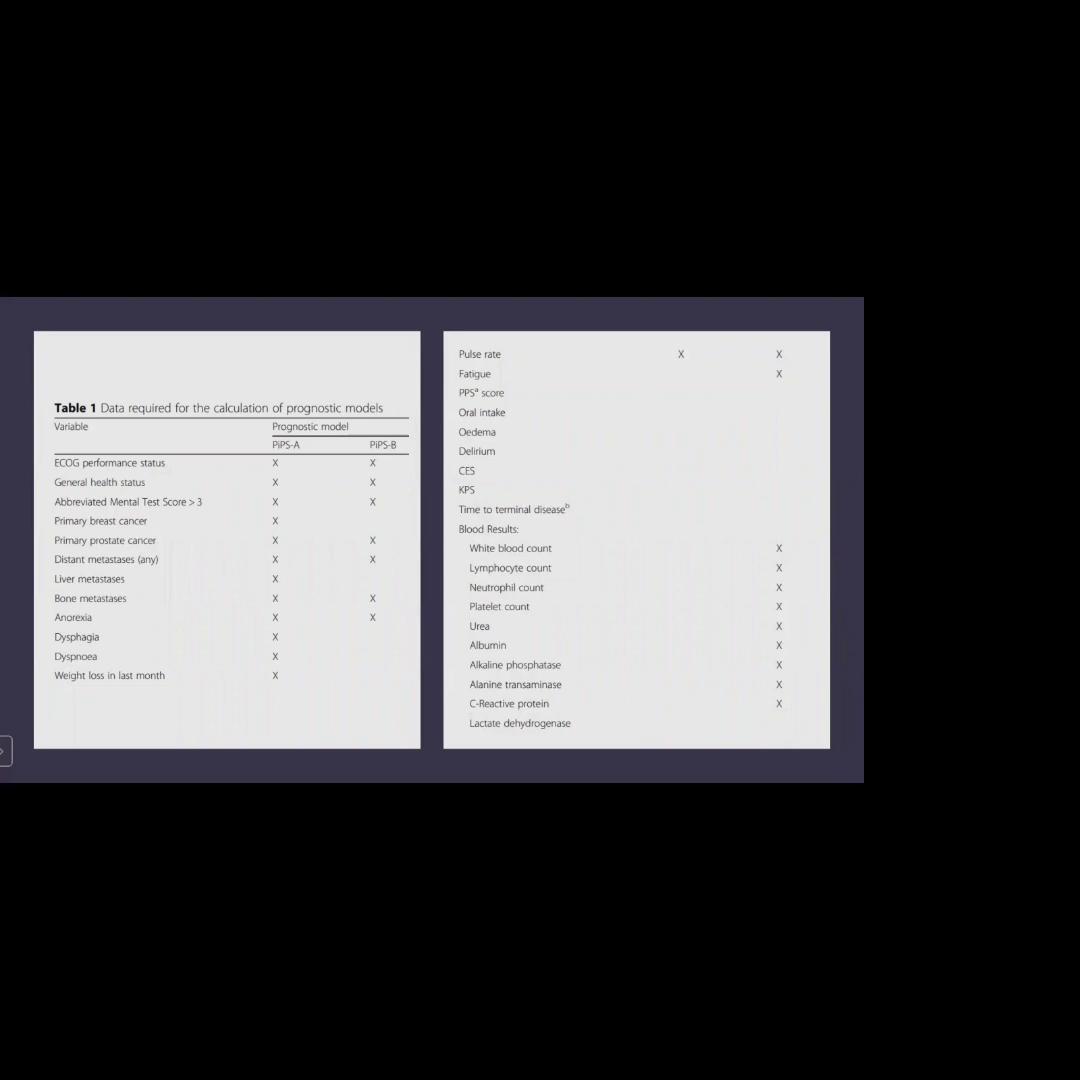 Table 1 Data required for the calculation of prognostic models
Variable Prognostic model
PiPS-A PiPS-B
ECOG performance status X X
General health status X X
Abbreviated Mental Test Score > 3 X X
Primary breast cancer X
Primary prostate cancer X X
Distant metastases (any) X X
Liver metastases X
Bone metastases X X
Anorexia X X
Dysphagia X
Dyspnoea X
Weight loss in last month X
Pulse rate X X
Fatigue X
PPSª score
Oral intake
Oedema
Delirium
CES
KPS
Time to terminal diseaseᵇ
Blood Results:
White blood count X
Lymphocyte count X
Neutrophil count X
Platelet count X
Urea X
Albumin X
Alkaline phosphatase X
Alanine transaminase X
C-Reactive protein X
Lactate dehydrogenase